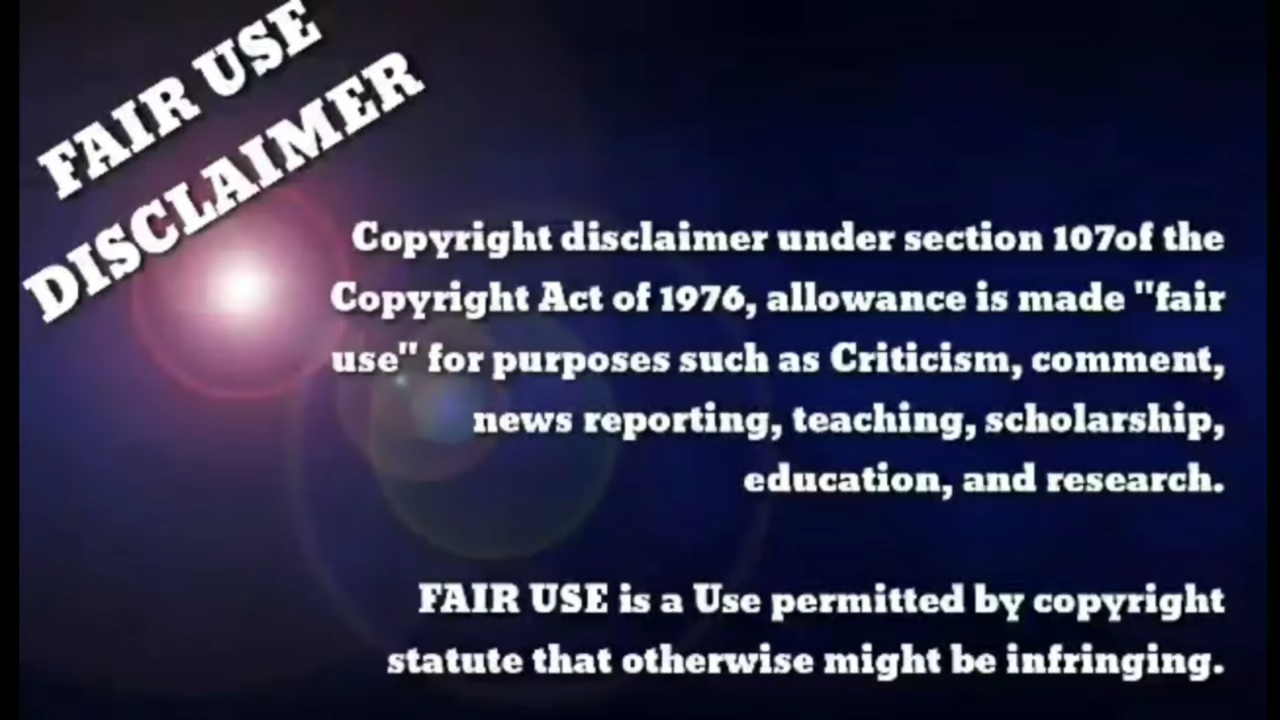 FAIR USE
DISCLAIMER
Copyright disclaimer under section 107of the
Copyright Act of 1976, allowance is made "fair
use" for purposes such as Criticism, comment,
news reporting, teaching, scholarship,
education, and research.
FAIR USE is a Use permitted by copyright
statute that otherwise might be infringing.